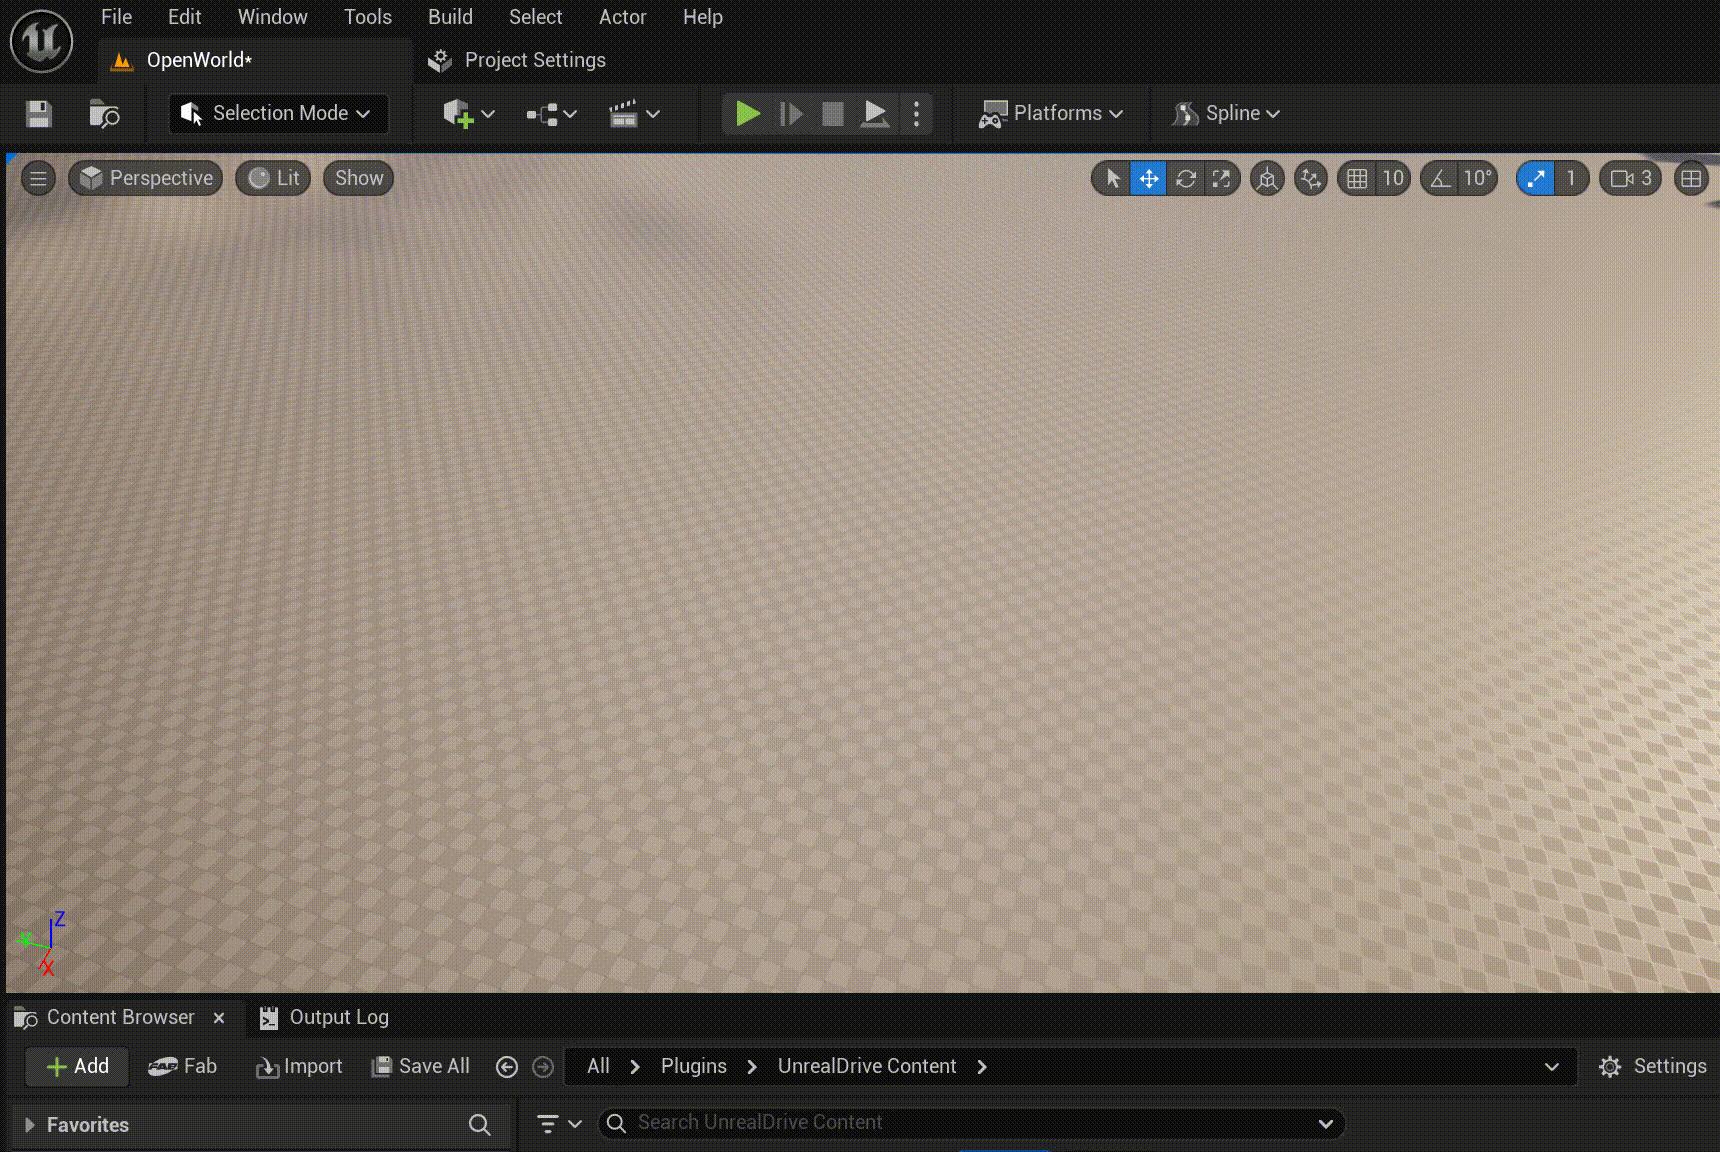 File Edit Window Tools Build Select Actor Help
OpenWorld* Project Settings
Selection Mode Platforms Spline
Perspective Lit Show 10 10° 1 3
Z
Y
X
Content Browser × Output Log
Add Fab Import Save All All > Plugins > UnrealDrive Content > Settings
Favorites Search UnrealDrive Content